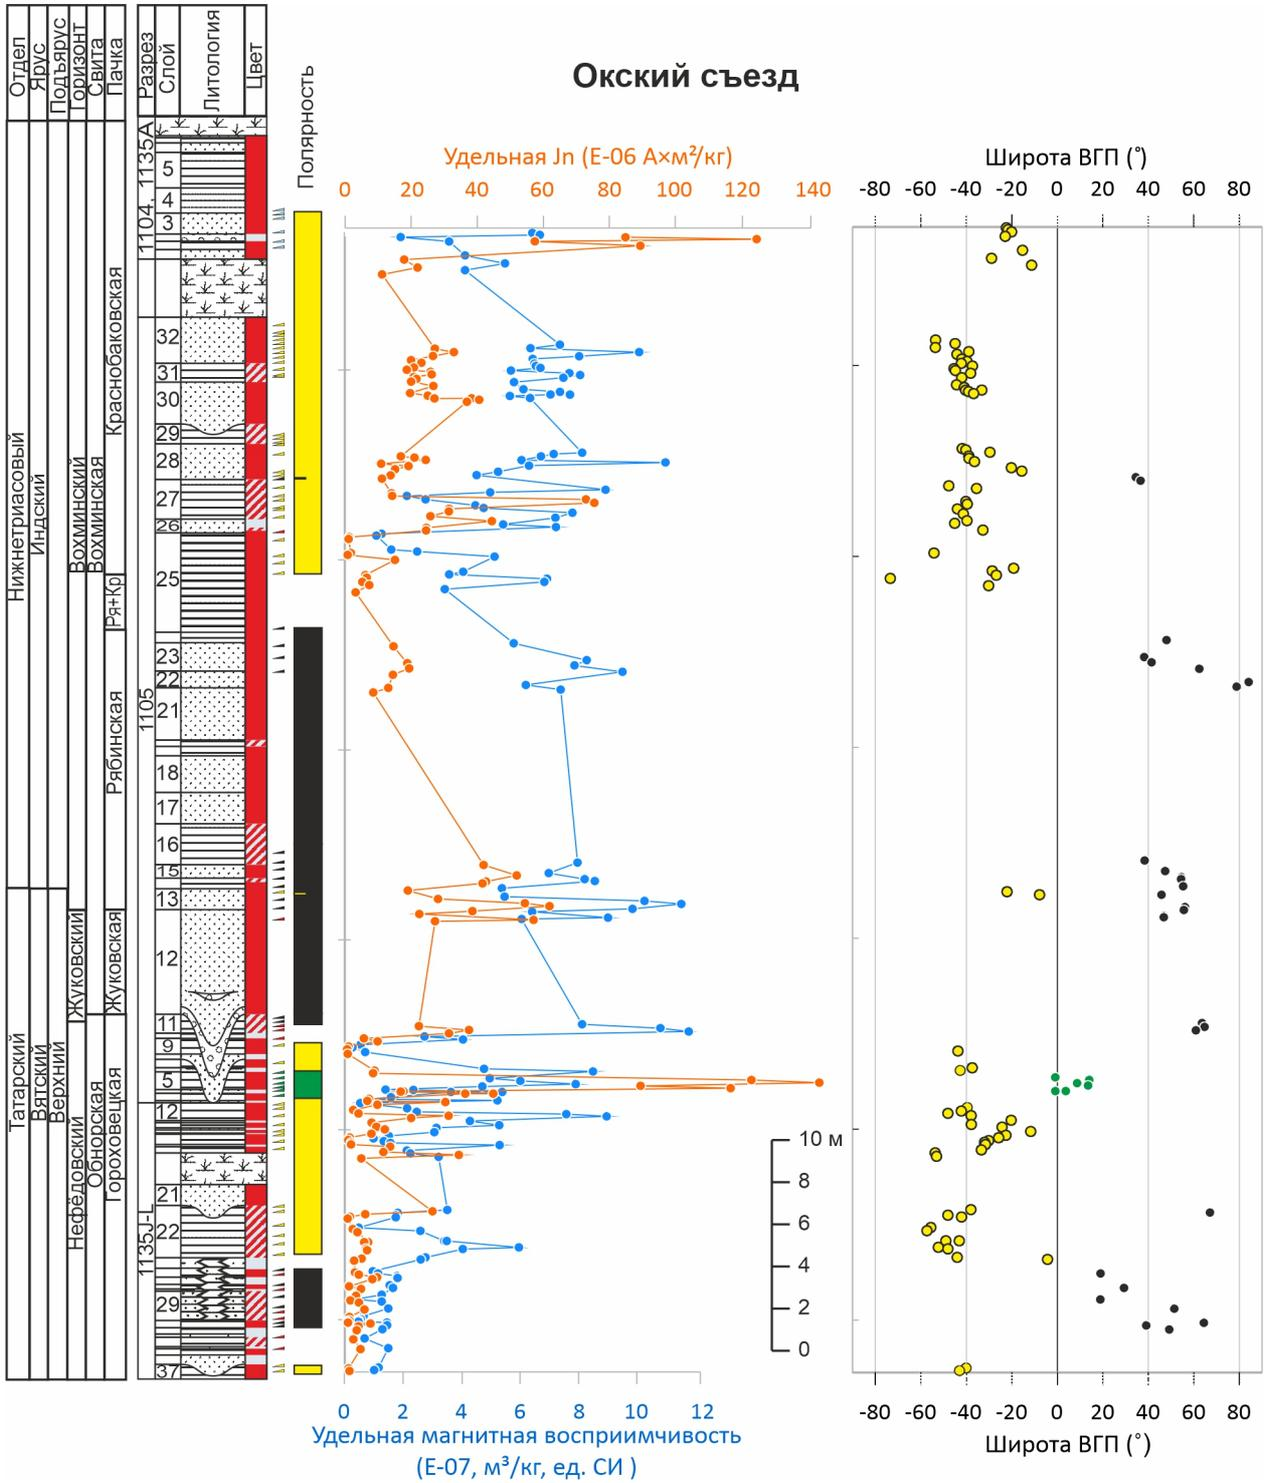 Окский съезд
Отдел
Ярус
Подъярус
Горизонт
Свита
Пачка
Разрез
Слой
Литология
Цвет
Полярность
Нижнетриасовый
Татарский
Индский
Вятский
Верхний
Вохминский
Жуковский
Нефёдовский
Вохминская
Обнорская
Краснобаковская
Ря+Кр
Рябинская
Жуковская
Гороховецкая
1104, 1135А
1105
1135J-L
5
4
3
32
31
30
29
28
27
26
25
23
22
21
18
17
16
15
13
12
11
9
5
12
21
22
29
37
Удельная Jn (Е-06 А×м²/кг)
0 20 40 60 80 100 120 140
0 2 4 6 8 10 12
Удельная магнитная восприимчивость
(Е-07, м³/кг, ед. СИ )
10 м
8
6
4
2
0
Широта ВГП (˚)
-80 -60 -40 -20 0 20 40 60 80
-80 -60 -40 -20 0 20 40 60 80
Широта ВГП (˚)